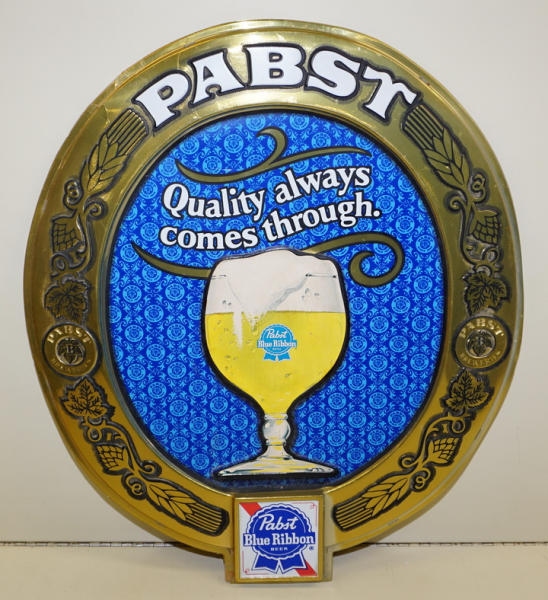 PABST
Quality always
comes through.
Pabst
Blue Ribbon
PABST
PABST
Pabst
Blue Ribbon
BEER
®